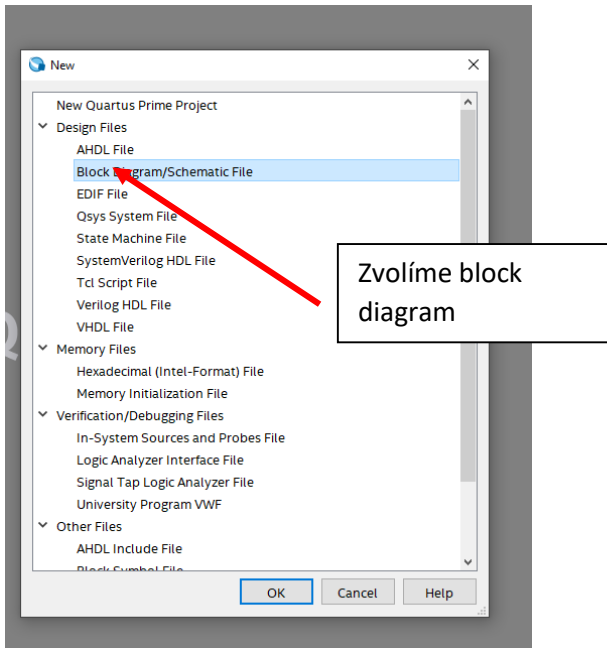 New
New Quartus Prime Project
Design Files
AHDL File
Block Diagram/Schematic File
EDIF File
Qsys System File
State Machine File
SystemVerilog HDL File
Tcl Script File
Verilog HDL File
VHDL File
Memory Files
Hexadecimal (Intel-Format) File
Memory Initialization File
Verification/Debugging Files
In-System Sources and Probes File
Logic Analyzer Interface File
Signal Tap Logic Analyzer File
University Program VWF
Other Files
AHDL Include File
Block Symbol File
OK Cancel Help
Zvolíme block
diagram